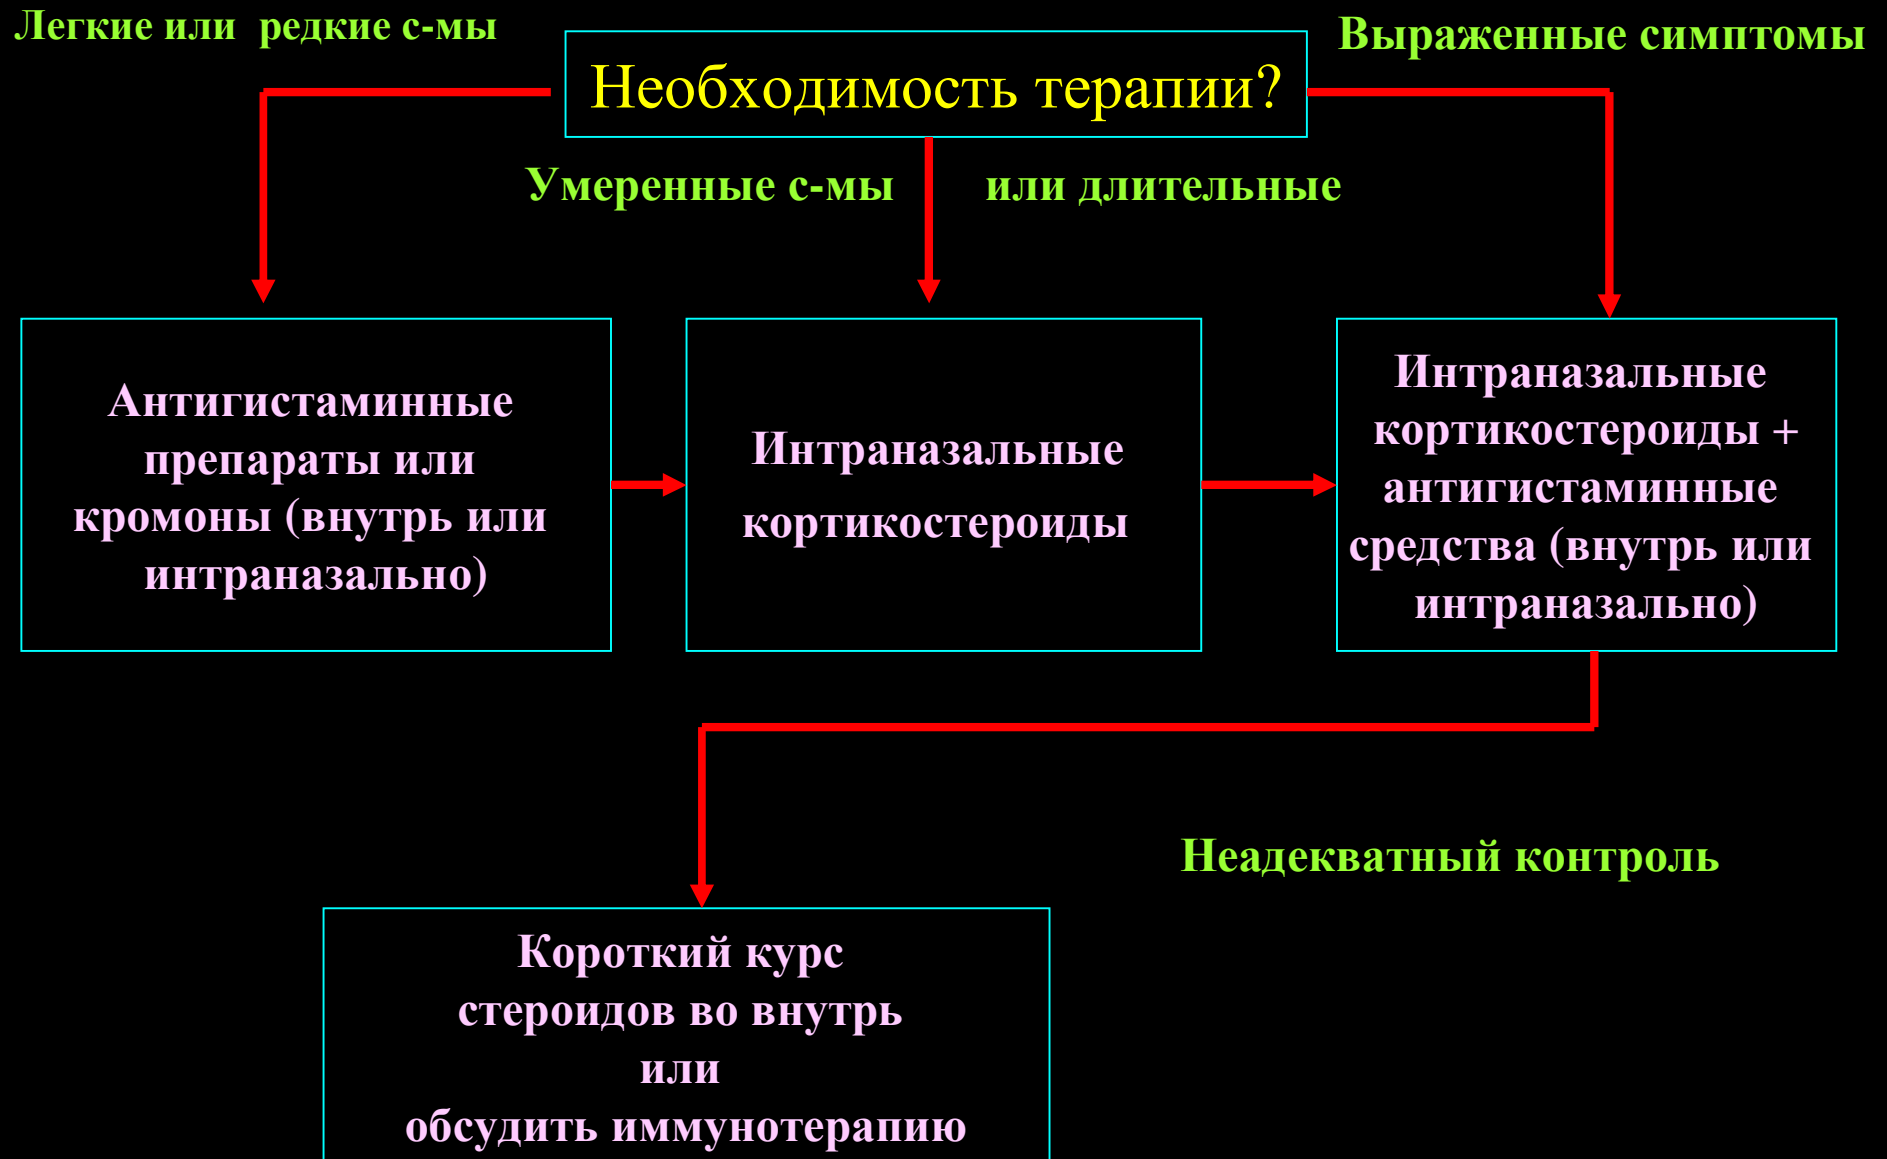 Легкие или редкие с-мы
Необходимость терапии?
Выраженные симптомы
Умеренные с-мы или длительные
Антигистаминные
препараты или
кромоны (внутрь или
интраназально)
Интраназальные
кортикостероиды
Интраназальные
кортикостероиды +
антигистаминные
средства (внутрь или
интраназально)
Неадекватный контроль
Короткий курс
стероидов во внутрь
или
обсудить иммунотерапию